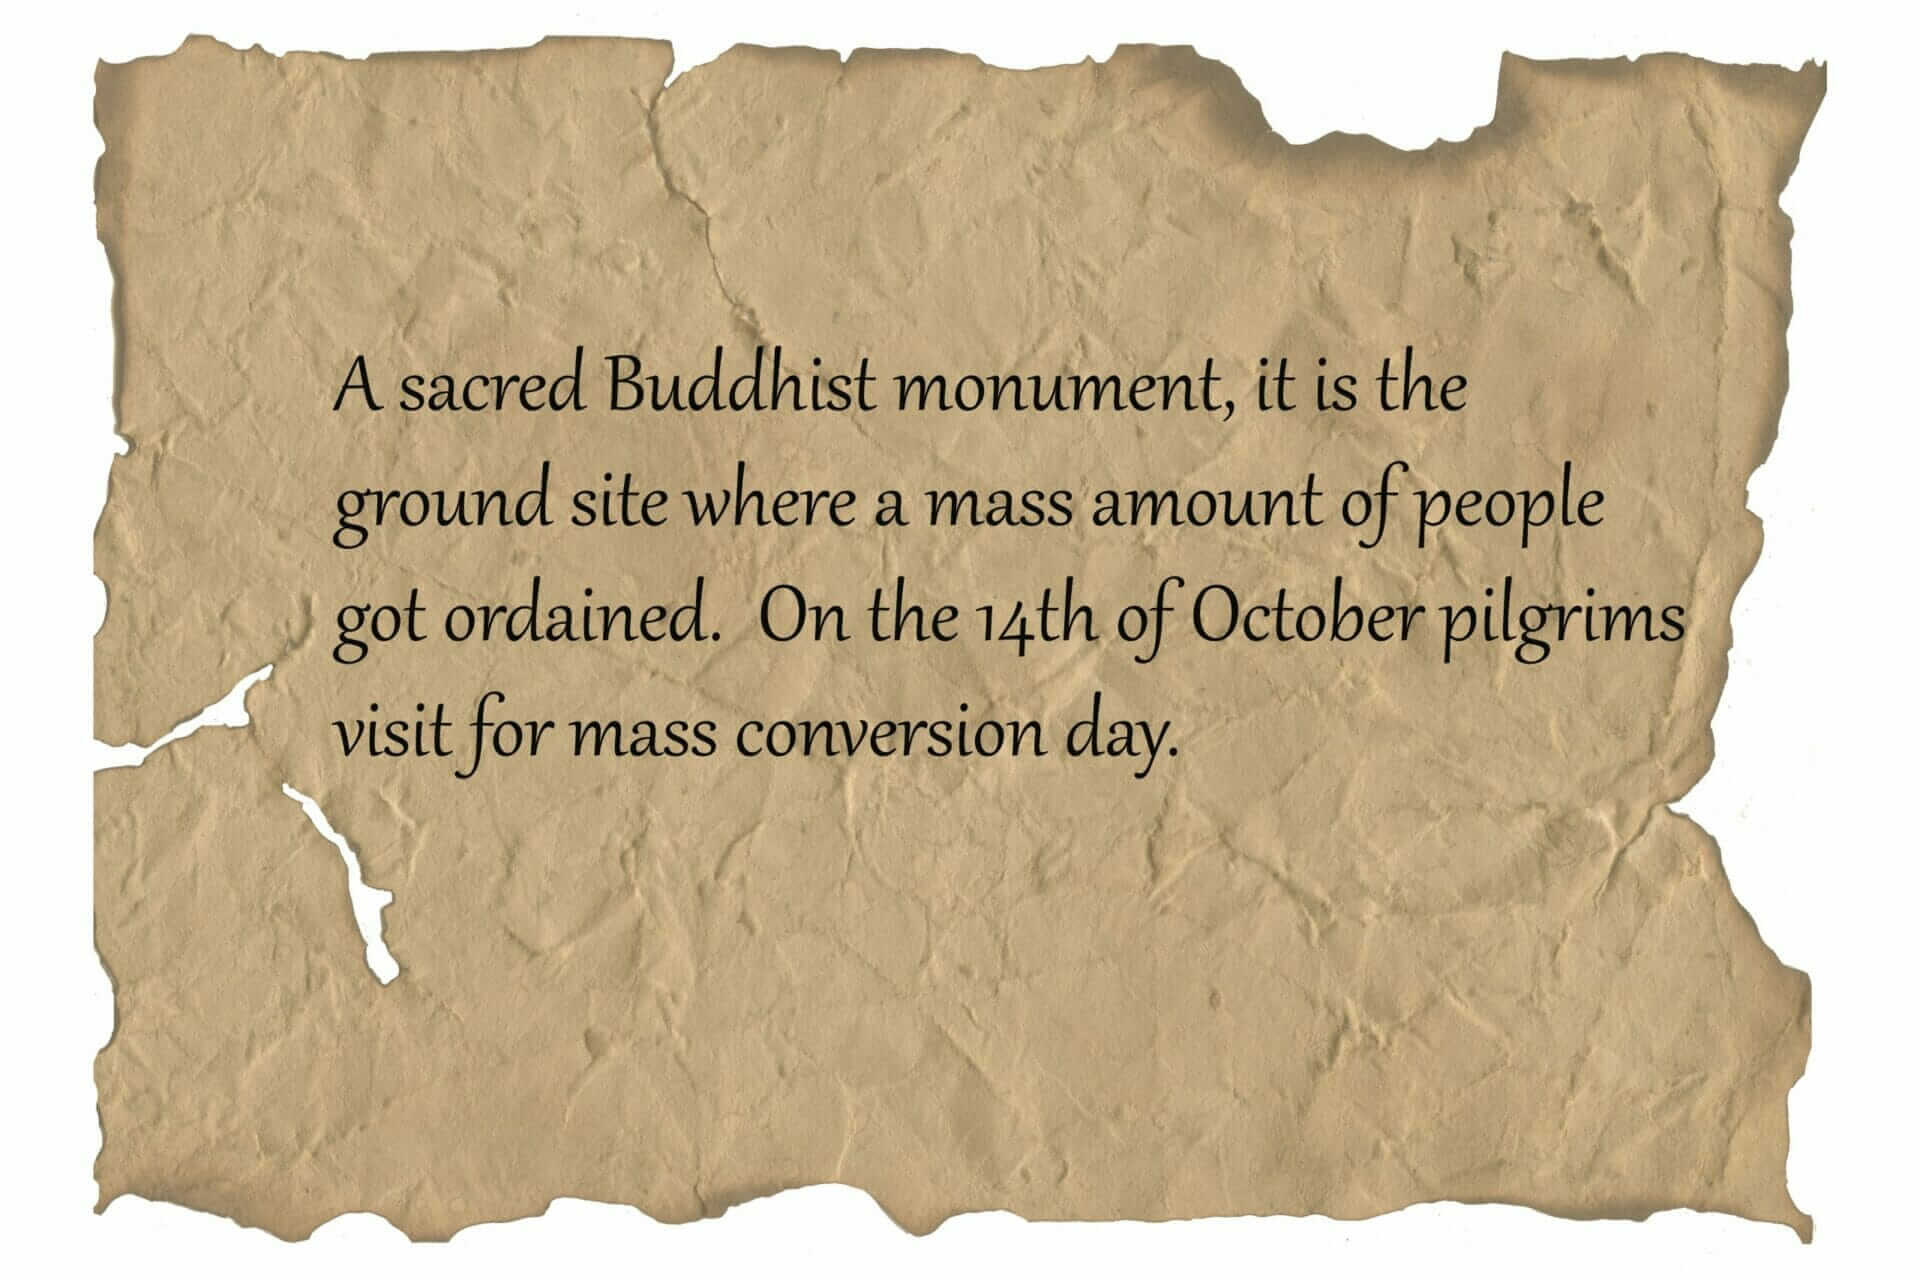 A sacred Buddhist monument, it is the
ground site where a mass amount of people
got ordained.  On the 14th of October pilgrims
visit for mass conversion day.